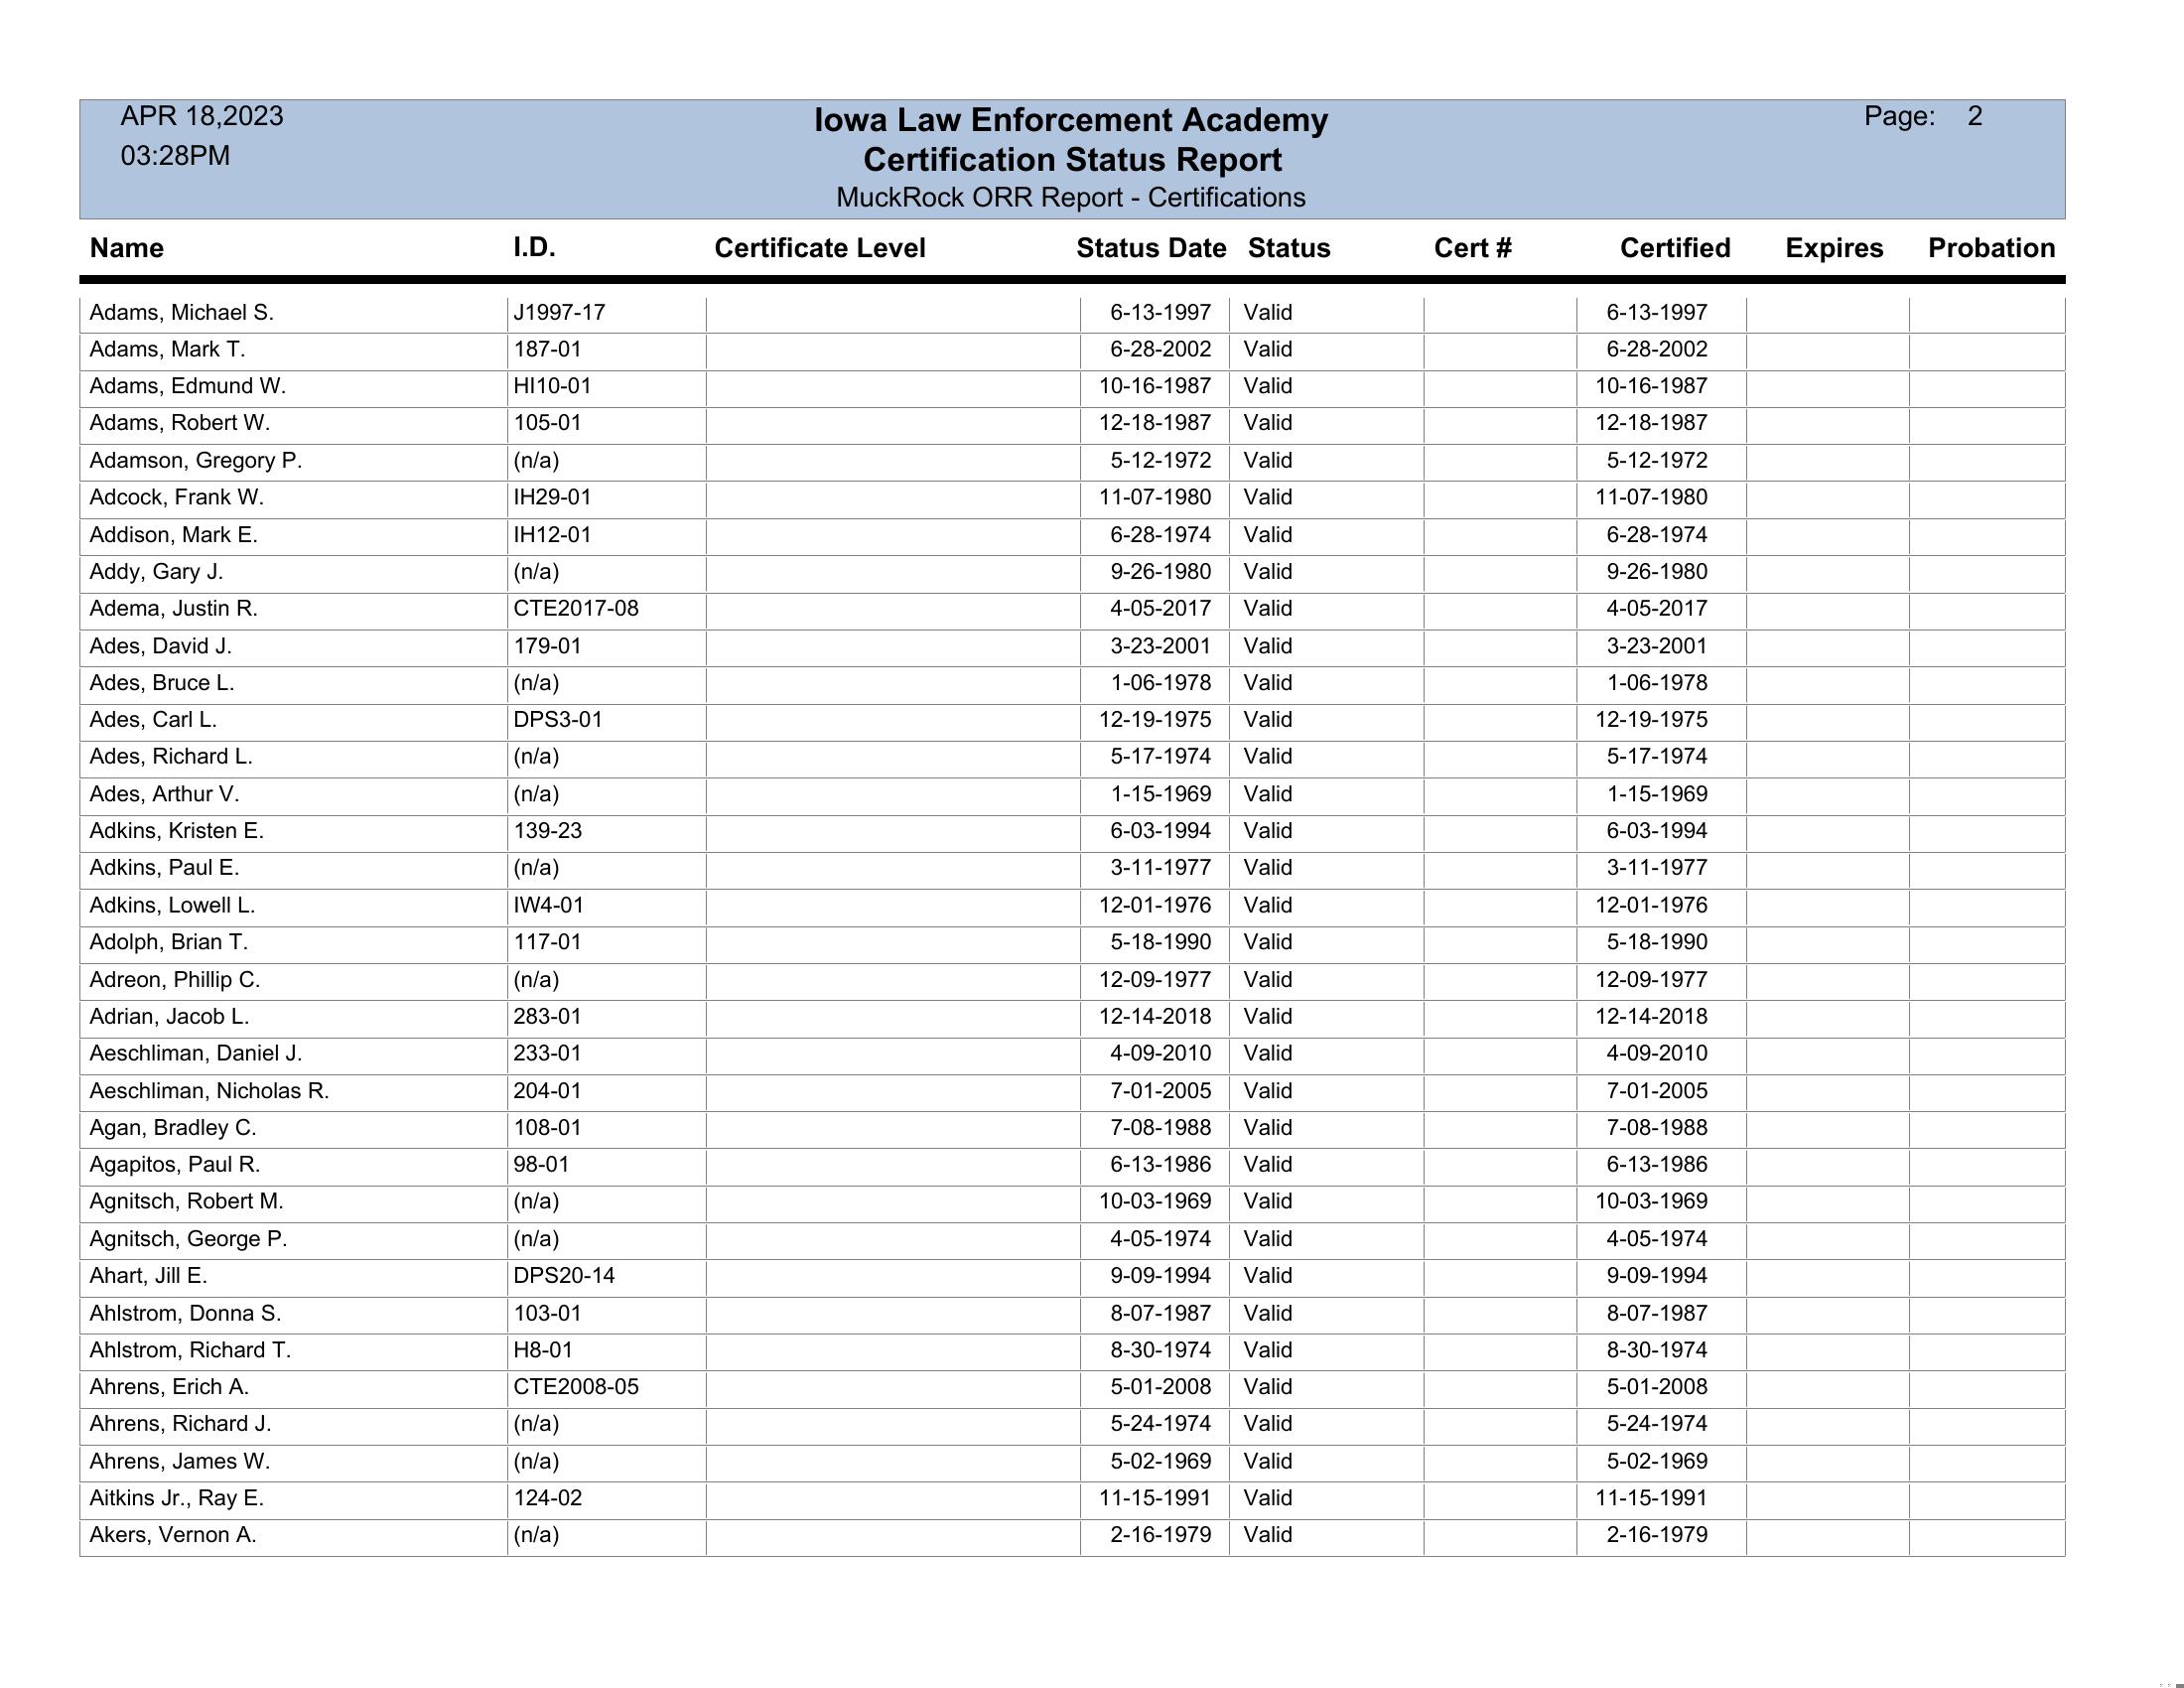 APR 18,2023
03:28PM
Iowa Law Enforcement Academy
Certification Status Report
MuckRock ORR Report - Certifications
Page: 2
Name I.D. Certificate Level Status Date Status Cert # Certified Expires Probation
Adams, Michael S. J1997-17 6-13-1997 Valid 6-13-1997
Adams, Mark T. 187-01 6-28-2002 Valid 6-28-2002
Adams, Edmund W. HI10-01 10-16-1987 Valid 10-16-1987
Adams, Robert W. 105-01 12-18-1987 Valid 12-18-1987
Adamson, Gregory P. (n/a) 5-12-1972 Valid 5-12-1972
Adcock, Frank W. IH29-01 11-07-1980 Valid 11-07-1980
Addison, Mark E. IH12-01 6-28-1974 Valid 6-28-1974
Addy, Gary J. (n/a) 9-26-1980 Valid 9-26-1980
Adema, Justin R. CTE2017-08 4-05-2017 Valid 4-05-2017
Ades, David J. 179-01 3-23-2001 Valid 3-23-2001
Ades, Bruce L. (n/a) 1-06-1978 Valid 1-06-1978
Ades, Carl L. DPS3-01 12-19-1975 Valid 12-19-1975
Ades, Richard L. (n/a) 5-17-1974 Valid 5-17-1974
Ades, Arthur V. (n/a) 1-15-1969 Valid 1-15-1969
Adkins, Kristen E. 139-23 6-03-1994 Valid 6-03-1994
Adkins, Paul E. (n/a) 3-11-1977 Valid 3-11-1977
Adkins, Lowell L. IW4-01 12-01-1976 Valid 12-01-1976
Adolph, Brian T. 117-01 5-18-1990 Valid 5-18-1990
Adreon, Phillip C. (n/a) 12-09-1977 Valid 12-09-1977
Adrian, Jacob L. 283-01 12-14-2018 Valid 12-14-2018
Aeschliman, Daniel J. 233-01 4-09-2010 Valid 4-09-2010
Aeschliman, Nicholas R. 204-01 7-01-2005 Valid 7-01-2005
Agan, Bradley C. 108-01 7-08-1988 Valid 7-08-1988
Agapitos, Paul R. 98-01 6-13-1986 Valid 6-13-1986
Agnitsch, Robert M. (n/a) 10-03-1969 Valid 10-03-1969
Agnitsch, George P. (n/a) 4-05-1974 Valid 4-05-1974
Ahart, Jill E. DPS20-14 9-09-1994 Valid 9-09-1994
Ahlstrom, Donna S. 103-01 8-07-1987 Valid 8-07-1987
Ahlstrom, Richard T. H8-01 8-30-1974 Valid 8-30-1974
Ahrens, Erich A. CTE2008-05 5-01-2008 Valid 5-01-2008
Ahrens, Richard J. (n/a) 5-24-1974 Valid 5-24-1974
Ahrens, James W. (n/a) 5-02-1969 Valid 5-02-1969
Aitkins Jr., Ray E. 124-02 11-15-1991 Valid 11-15-1991
Akers, Vernon A. (n/a) 2-16-1979 Valid 2-16-1979